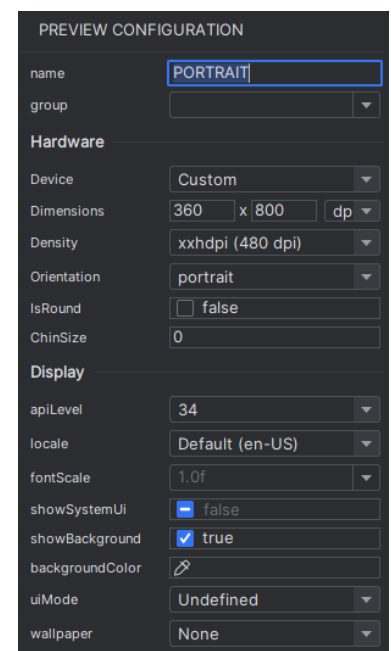 PREVIEW CONFIGURATION
name PORTRAIT
group
Hardware
Device Custom
Dimensions 360 x 800 dp
Density xxhdpi (480 dpi)
Orientation portrait
IsRound false
ChinSize 0
Display
apiLevel 34
locale Default (en-US)
fontScale 1.0f
showSystemUi false
showBackground true
backgroundColor
uiMode Undefined
wallpaper None